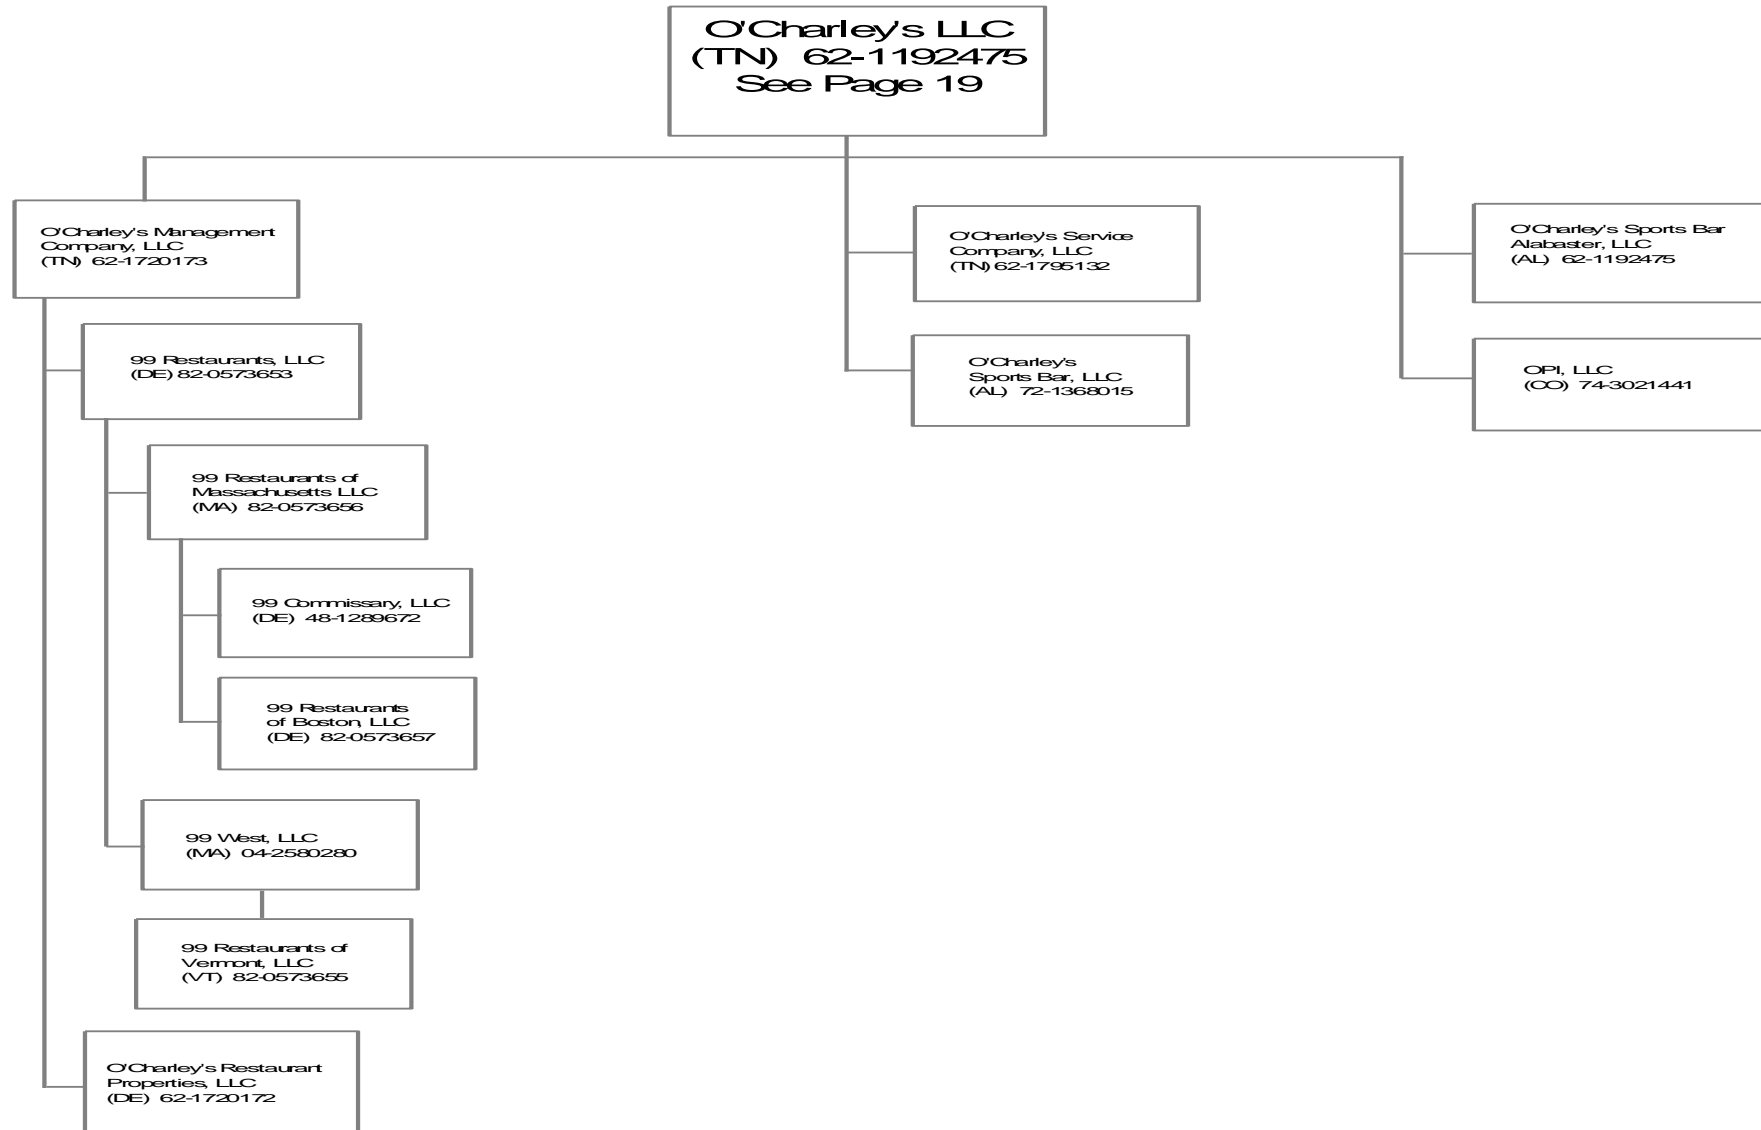 O'Charley's LLC
(TN) 62-1192475
See Page 19
O'Charley's Management
Company, LLC
(TN) 62-1720173
O'Charley's Service
Company, LLC
(TN) 62-1795132
O'Charley's Sports Bar
Alabaster, LLC
(AL) 62-1192475
99 Restaurants, LLC
(DE) 82-0573653
O'Charley's
Sports Bar, LLC
(AL) 72-1368015
OPI, LLC
(CO) 74-3021441
99 Restaurants of
Massachusetts LLC
(MA) 82-0573656
99 Commissary, LLC
(DE) 48-1289672
99 Restaurants
of Boston, LLC
(DE) 82-0573657
99 West, LLC
(MA) 04-2580280
99 Restaurants of
Vermont, LLC
(VT) 82-0573655
O'Charley's Restaurant
Properties, LLC
(DE) 62-1720172